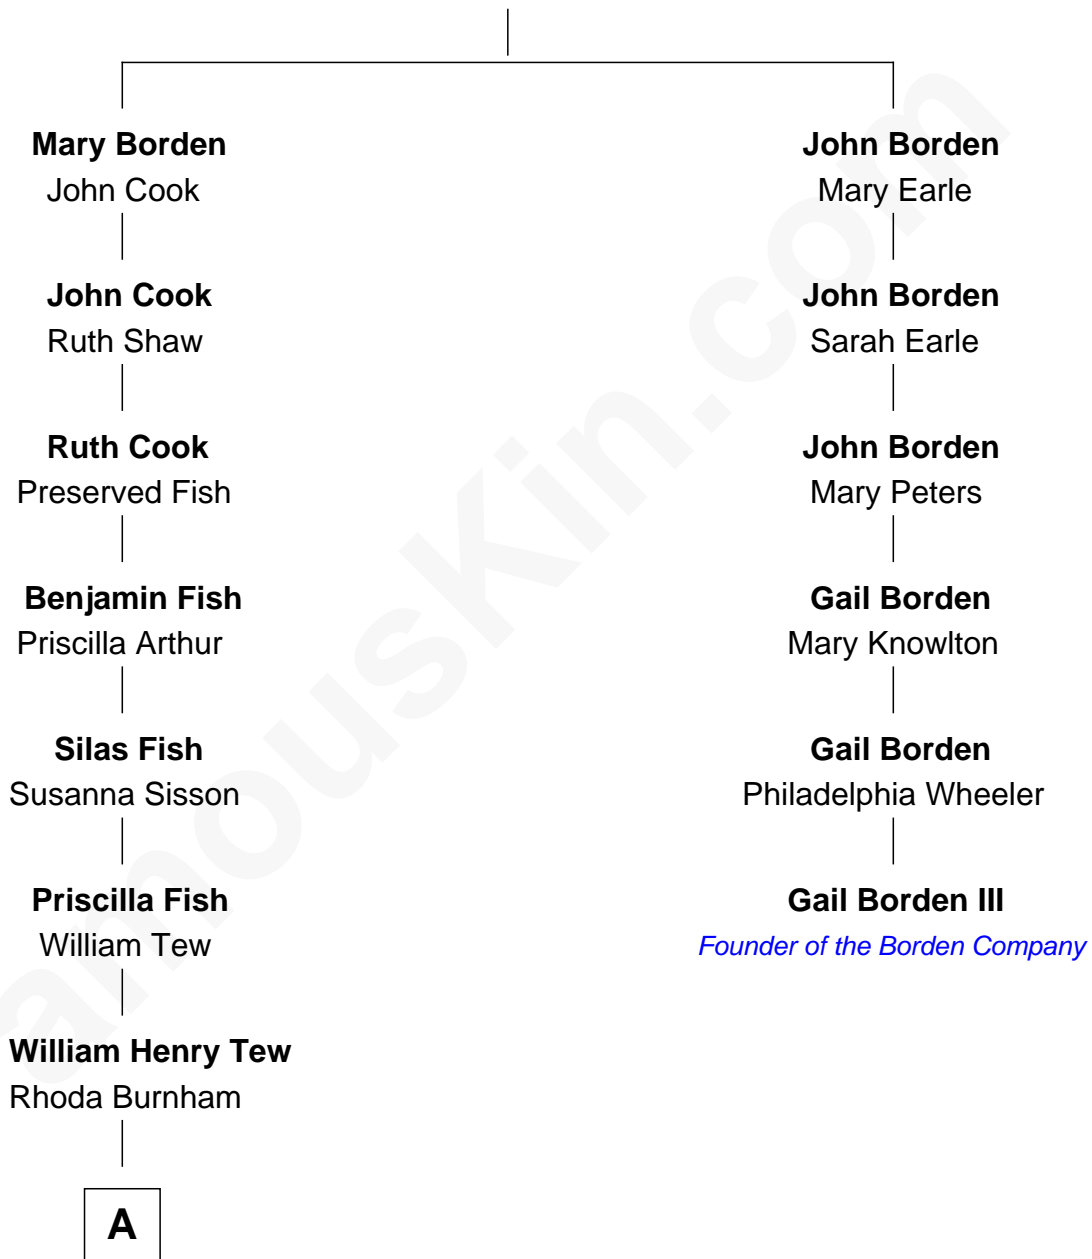 Mary Borden
John Cook
John Cook
Ruth Shaw
Ruth Cook
Preserved Fish
Benjamin Fish
Priscilla Arthur
Silas Fish
Susanna Sisson
Priscilla Fish
William Tew
William Henry Tew
Rhoda Burnham
A
John Borden
Mary Earle
John Borden
Sarah Earle
John Borden
Mary Peters
Gail Borden
Mary Knowlton
Gail Borden
Philadelphia Wheeler
Gail Borden III
Founder of the Borden Company
amousKin.com